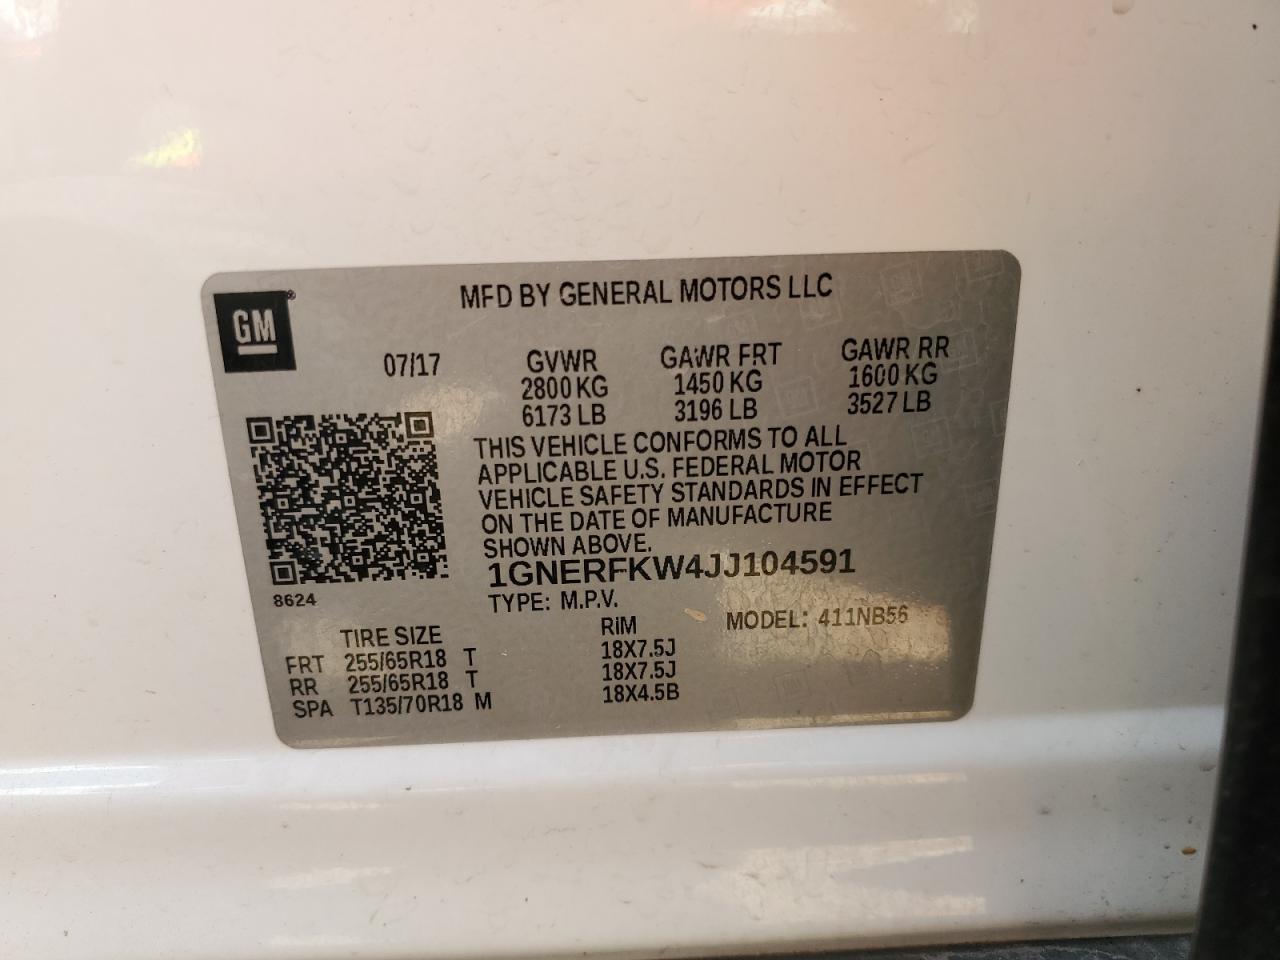 MFD BY GENERAL MOTORS LLC
GM
07/17 GVWR GAWR FRT GAWR RR
2800 KG 1450 KG 1600 KG
6173 LB 3196 LB 3527 LB
THIS VEHICLE CONFORMS TO ALL
APPLICABLE U.S. FEDERAL MOTOR
VEHICLE SAFETY STANDARDS IN EFFECT
ON THE DATE OF MANUFACTURE
SHOWN ABOVE.
1GNERFKW4JJ104591
8624
TYPE: M.P.V. MODEL: 411NB56
TIRE SIZE RIM
FRT 255/65R18 T 18X7.5J
RR 255/65R18 T 18X7.5J
SPA T135/70R18 M 18X4.5B